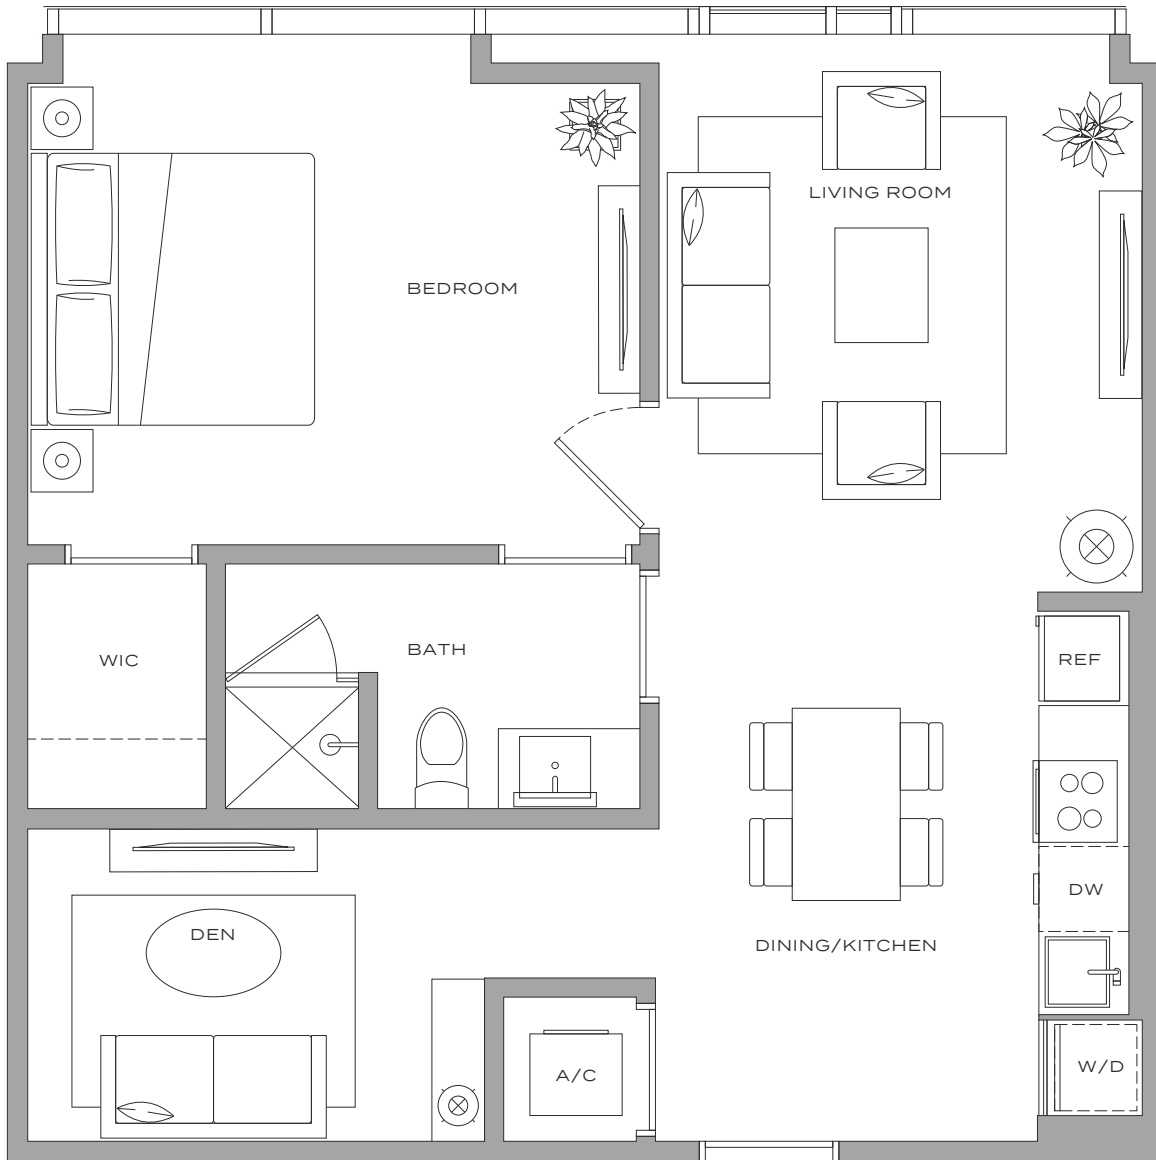 LIVING ROOM
BEDROOM
BATH
WIC
REF
DW
DEN
DINING/KITCHEN
A/C
W/D